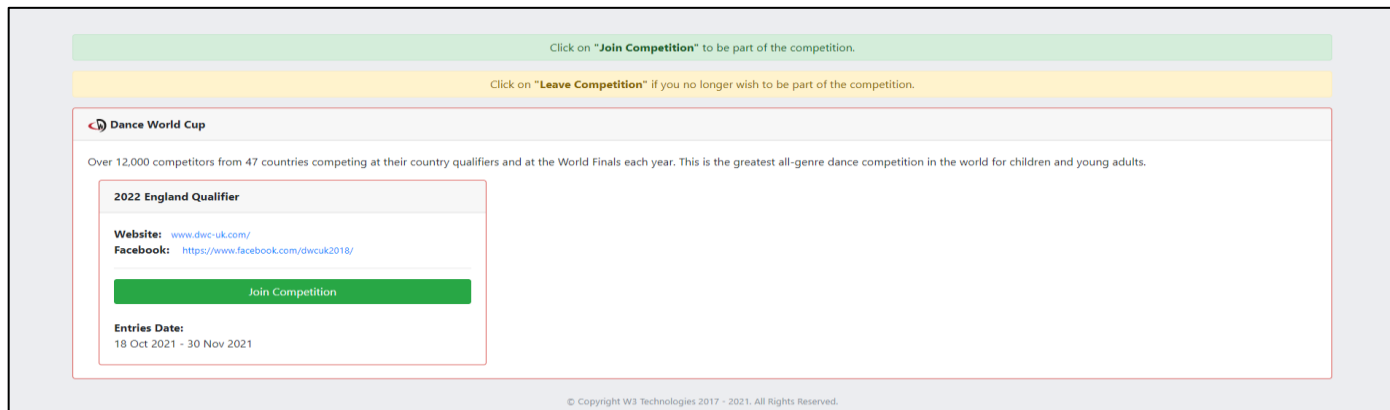 Click on "Join Competition" to be part of the competition.
Click on "Leave Competition" if you no longer wish to be part of the competition.
Dance World Cup
Over 12,000 competitors from 47 countries competing at their country qualifiers and at the World Finals each year. This is the greatest all-genre dance competition in the world for children and young adults.
2022 England Qualifier
Website: www.dwc-uk.com/
Facebook: https://www.facebook.com/dwcuk2018/
Join Competition
Entries Date:
18 Oct 2021 - 30 Nov 2021
© Copyright W3 Technologies 2017 - 2021. All Rights Reserved.